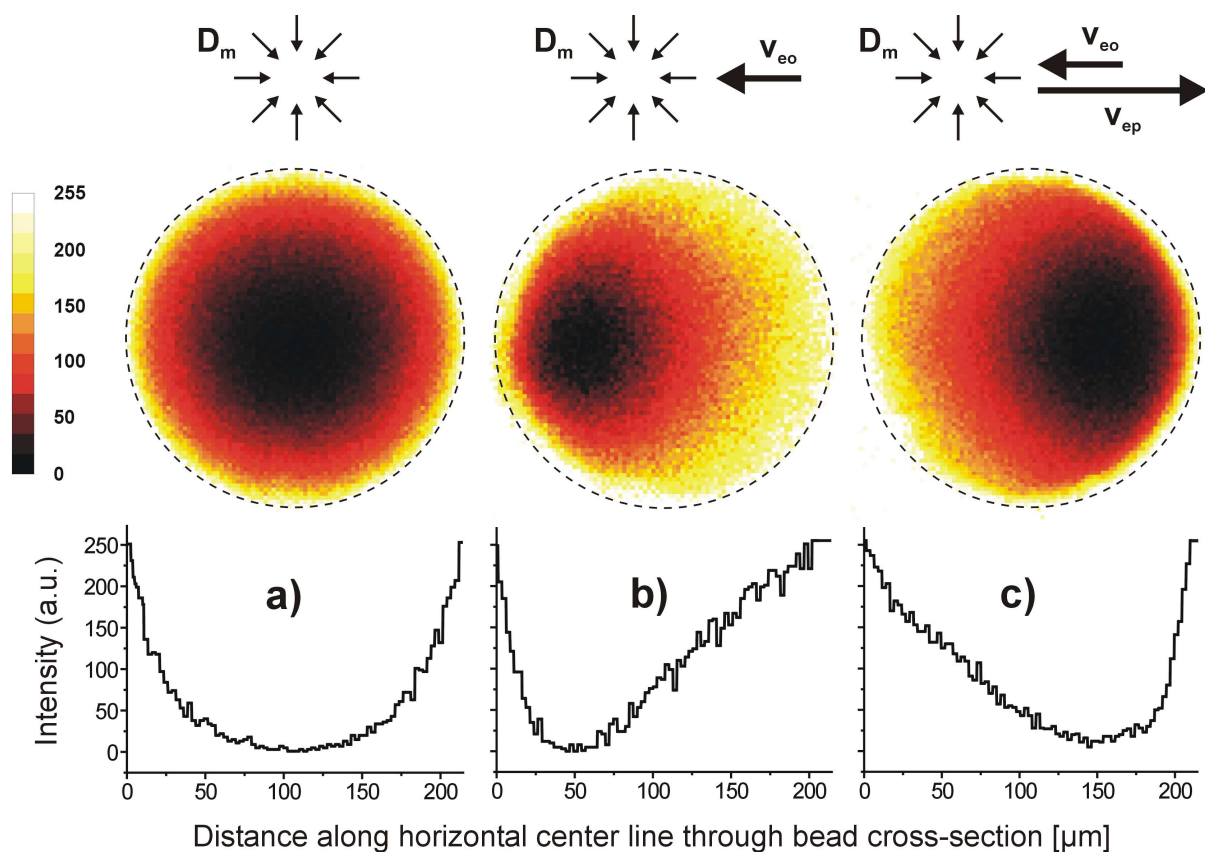 Dm
Dm
veo
Dm
veo
vep
255
200
150
100
50
0
250
200
150
100
50
0
Intensity (a.u.)
a)
b)
c)
0 50 100 150 200
0 50 100 150 200
0 50 100 150 200
Distance along horizontal center line through bead cross-section [µm]